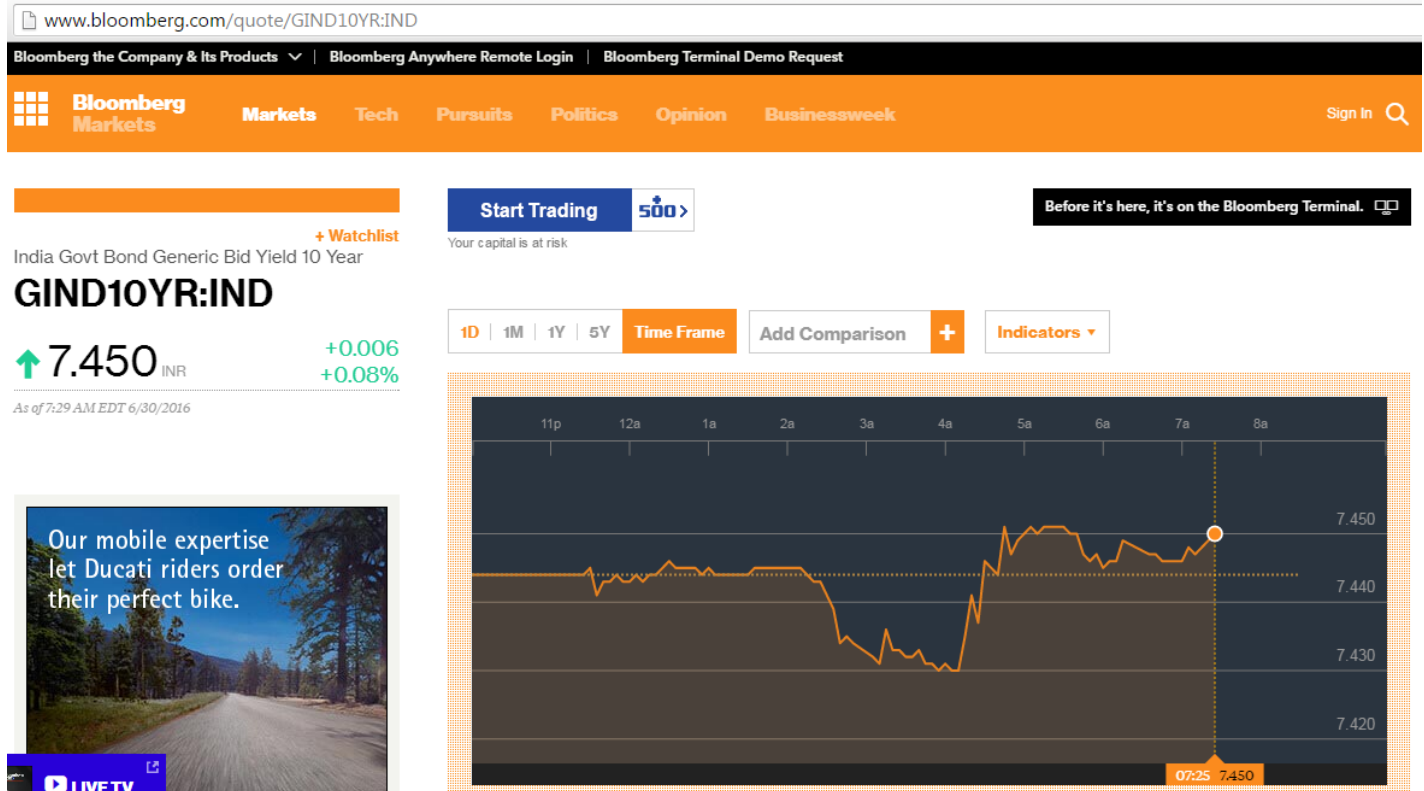 www.bloomberg.com/quote/GIND10YR:IND
Bloomberg the Company & Its Products | Bloomberg Anywhere Remote Login | Bloomberg Terminal Demo Request
Bloomberg
Markets
Markets Tech Pursuits Politics Opinion Businessweek
Sign In
+ Watchlist
India Govt Bond Generic Bid Yield 10 Year
GIND10YR:IND
7.450 INR
+0.006
+0.08%
As of 7:29 AM EDT 6/30/2016
Start Trading 500
Your capital is at risk
Before it's here, it's on the Bloomberg Terminal.
1D | 1M | 1Y | 5Y Time Frame Add Comparison + Indicators
11p 12a 1a 2a 3a 4a 5a 6a 7a 8a
7.450
7.440
7.430
7.420
07:25 7.450
Our mobile expertise
let Ducati riders order
their perfect bike.
LIVE TV